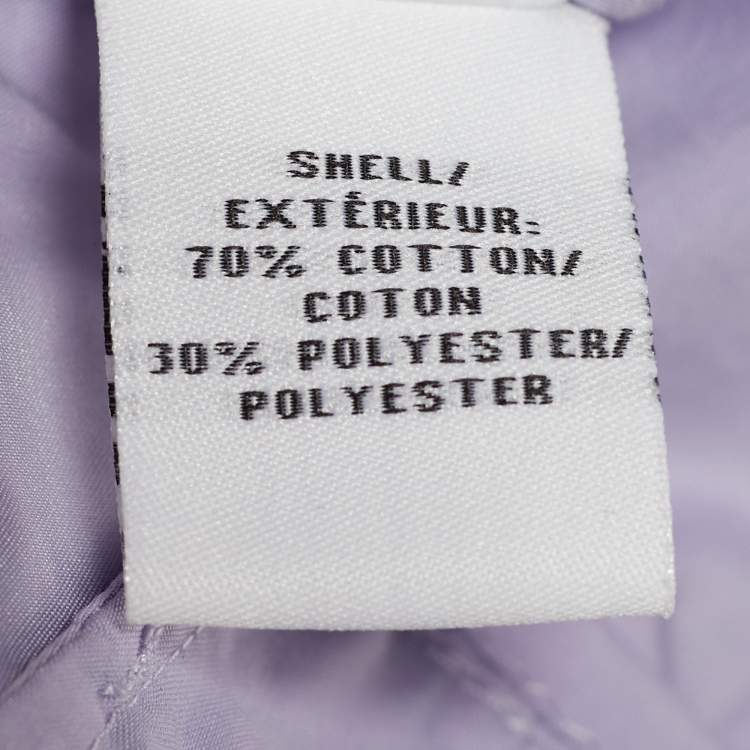 SHELL/
EXTÉRIEUR:
70% COTTON/
COTON
30% POLYESTER/
POLYESTER